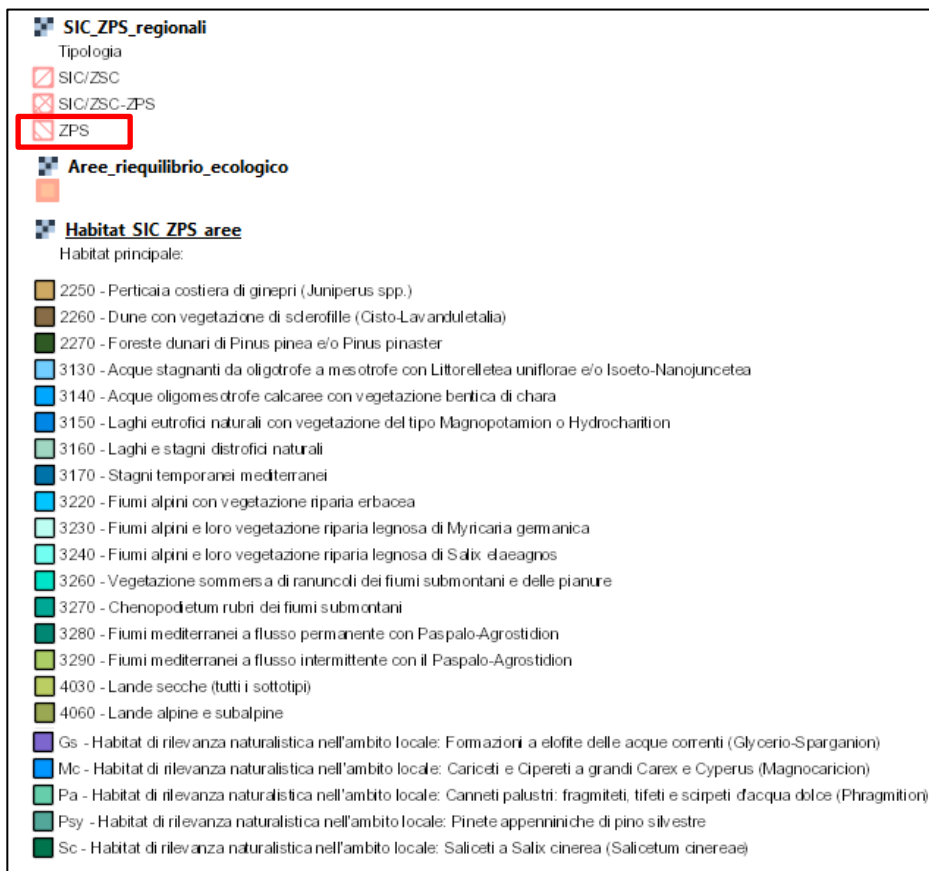 SIC_ZPS_regionali
Tipologia
SIC/ZSC
SIC/ZSC-ZPS
ZPS
Aree_riequilibrio_ecologico
Habitat_SIC_ZPS_aree
Habitat principale:
2250 - Perticaia costiera di ginepri (Juniperus spp.)
2260 - Dune con vegetazione di sclerofille (Cisto-Lavanduletalia)
2270 - Foreste dunari di Pinus pinea e/o Pinus pinaster
3130 - Acque stagnanti da oligotrofe a mesotrofe con Littorelletea uniflorae e/o Isoeto-Nanojuncetea
3140 - Acque oligomesotrofe calcaree con vegetazione bentica di chara
3150 - Laghi eutrofici naturali con vegetazione del tipo Magnopotamion o Hydrocharition
3160 - Laghi e stagni distrofici naturali
3170 - Stagni temporanei mediterranei
3220 - Fiumi alpini con vegetazione riparia erbacea
3230 - Fiumi alpini e loro vegetazione riparia legnosa di Myricaria germanica
3240 - Fiumi alpini e loro vegetazione riparia legnosa di Salix elaeagnos
3260 - Vegetazione sommersa di ranuncoli dei fiumi submontani e delle pianure
3270 - Chenopodietum rubri dei fiumi submontani
3280 - Fiumi mediterranei a flusso permanente con Paspalo-Agrostidion
3290 - Fiumi mediterranei a flusso intermittente con il Paspalo-Agrostidion
4030 - Lande secche (tutti i sottotipi)
4060 - Lande alpine e subalpine
Gs - Habitat di rilevanza naturalistica nell'ambito locale: Formazioni a elofite delle acque correnti (Glycerio-Sparganion)
Mc - Habitat di rilevanza naturalistica nell'ambito locale: Cariceti e Cipereti a grandi Carex e Cyperus (Magnocaricion)
Pa - Habitat di rilevanza naturalistica nell'ambito locale: Canneti palustri: fragmiteti, tifeti e scirpeti d'acqua dolce (Phragmition)
Psy - Habitat di rilevanza naturalistica nell'ambito locale: Pinete appenniniche di pino silvestre
Sc - Habitat di rilevanza naturalistica nell'ambito locale: Saliceti a Salix cinerea (Salicetum cinereae)